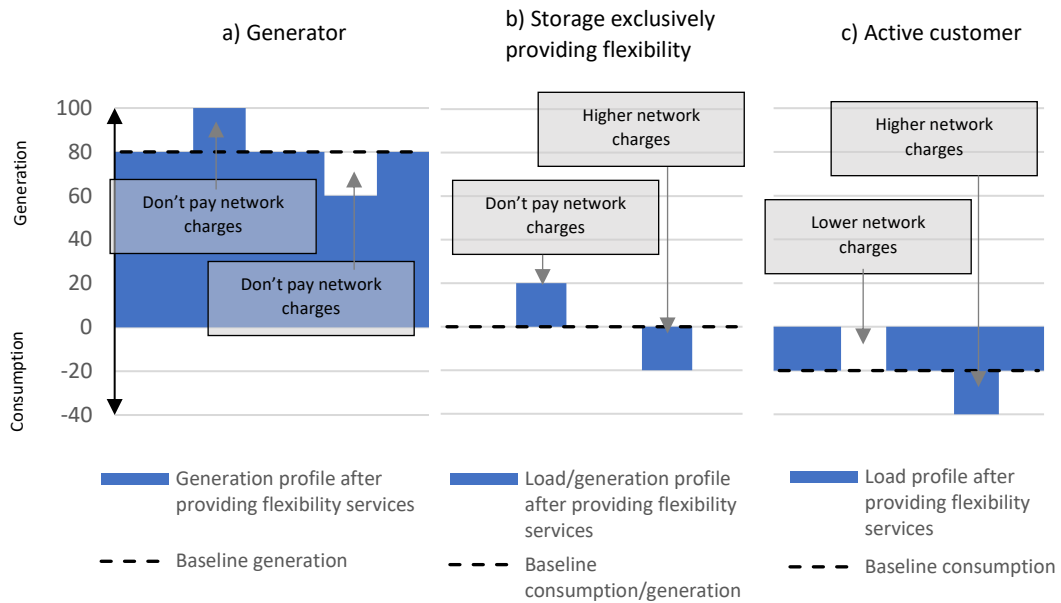 a) Generator
b) Storage exclusively
providing flexibility
c) Active customer
Generation
Consumption
100
80
60
40
20
0
-20
-40
Don’t pay network
charges
Don’t pay network
charges
Higher network
charges
Don’t pay network
charges
Higher network
charges
Lower network
charges
Generation profile after
providing flexibility services
Baseline generation
Load/generation profile
after providing flexibility
services
Baseline
consumption/generation
Load profile after
providing flexibility
services
Baseline consumption